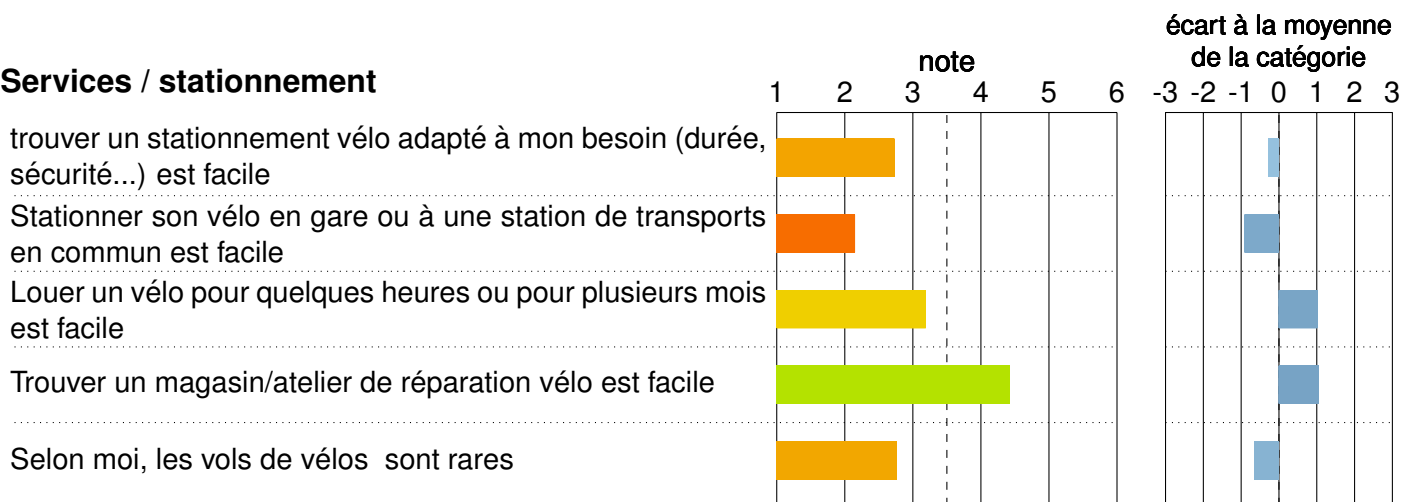 écart à la moyenne
note de la catégorie
Services / stationnement
1 2 3 4 5 6 -3 -2 -1 0 1 2 3
trouver un stationnement vélo adapté à mon besoin (durée,
sécurité...) est facile
Stationner son vélo en gare ou à une station de transports
en commun est facile
Louer un vélo pour quelques heures ou pour plusieurs mois
est facile
Trouver un magasin/atelier de réparation vélo est facile
Selon moi, les vols de vélos  sont rares